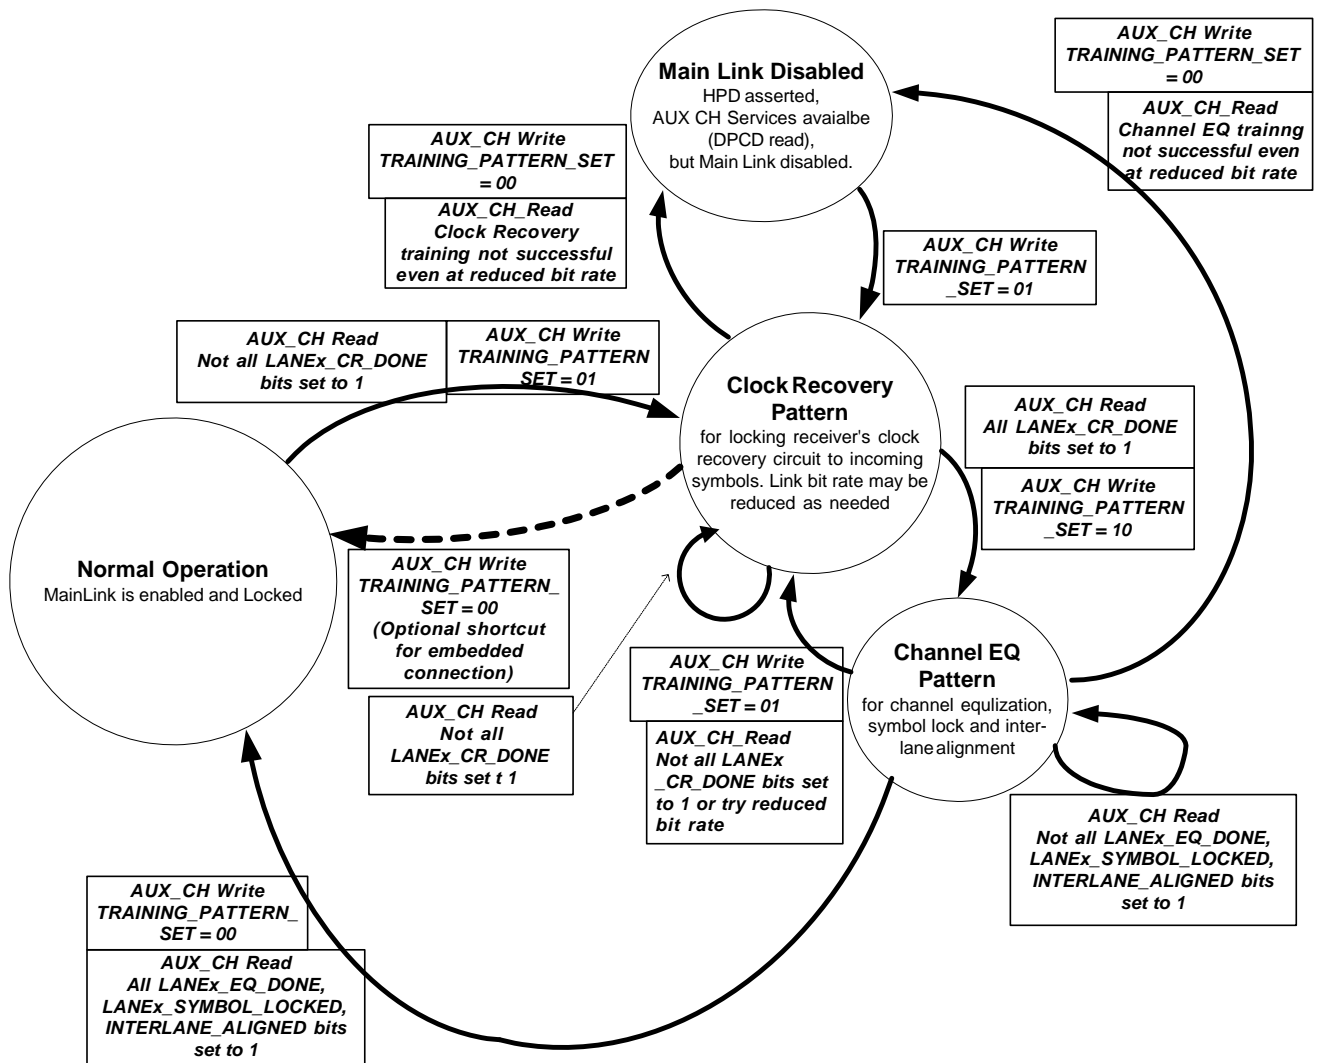 AUX_CH Write
TRAINING_PATTERN_SET
= 00
AUX_CH_Read
Channel EQ trainng
not successful even
at reduced bit rate
Main Link Disabled
HPD asserted,
AUX CH Services avaialbe
(DPCD read),
but Main Link disabled.
AUX_CH Write
TRAINING_PATTERN_SET
= 00
AUX_CH_Read
Clock Recovery
training not successful
even at reduced bit rate
AUX_CH Write
TRAINING_PATTERN
_SET = 01
AUX_CH Read
Not all LANEx_CR_DONE
bits set to 1
AUX_CH Write
TRAINING_PATTERN
SET = 01
Clock Recovery
Pattern
for locking receiver's clock
recovery circuit to incoming
symbols. Link bit rate may be
reduced as needed
AUX_CH Read
All LANEx_CR_DONE
bits set to 1
AUX_CH Write
TRAINING_PATTERN
_SET = 10
Normal Operation
MainLink is enabled and Locked
AUX_CH Write
TRAINING_PATTERN_
SET = 00
(Optional shortcut
for embedded
connection)
AUX_CH Read
Not all
LANEx_CR_DONE
bits set t 1
AUX_CH Write
TRAINING_PATTERN
_SET = 01
AUX_CH_Read
Not all LANEx
_CR_DONE bits set
to 1 or try reduced
bit rate
Channel EQ
Pattern
for channel equlization,
symbol lock and inter-
lane alignment
AUX_CH Read
Not all LANEx_EQ_DONE,
LANEx_SYMBOL_LOCKED,
INTERLANE_ALIGNED bits
set to 1
AUX_CH Write
TRAINING_PATTERN_
SET = 00
AUX_CH Read
All LANEx_EQ_DONE,
LANEx_SYMBOL_LOCKED,
INTERLANE_ALIGNED bits
set to 1